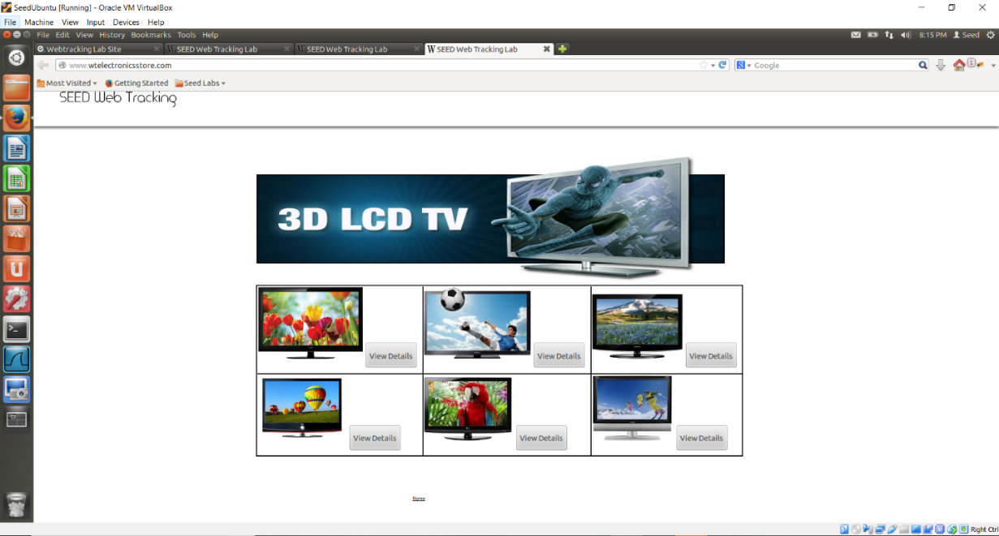 SeedUbuntu [Running] - Oracle VM VirtualBox
File Machine View Input Devices Help
File Edit View History Bookmarks Tools Help
8:15 PM Seed
Webtracking Lab Site
SEED Web Tracking Lab
SEED Web Tracking Lab
SEED Web Tracking Lab
www.wtelectronicsstore.com
Google
1
Most Visited
Getting Started
Seed Labs
SEED Web Tracking
3D LCD TV
View Details
View Details
View Details
View Details
View Details
View Details
Home
Right Ctrl